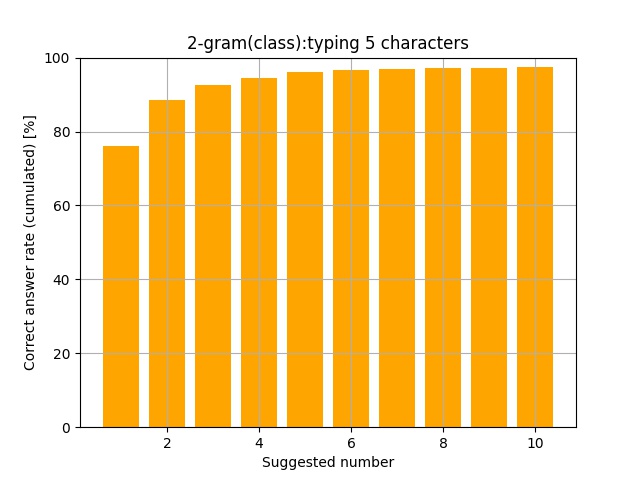 2-gram(class):typing 5 characters
Correct answer rate (cumulated) [%]
100
80
60
40
20
0
2 4 6 8 10
Suggested number